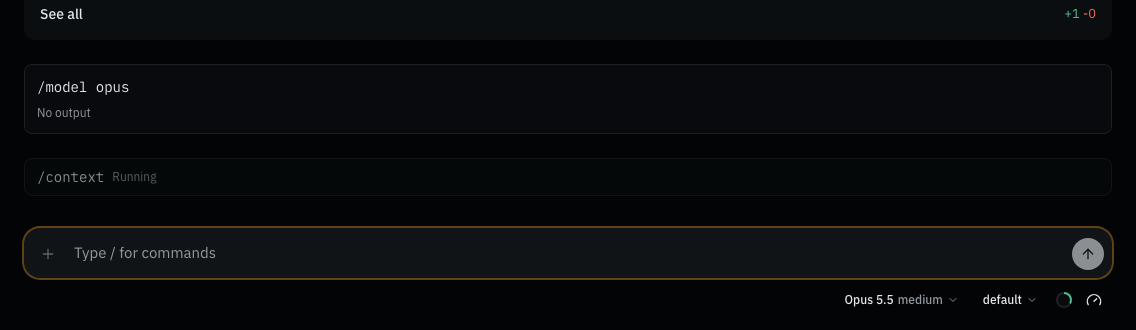 See all +1 -0
/model opus
No output
/context Running
Type / for commands
Opus 5.5 medium default